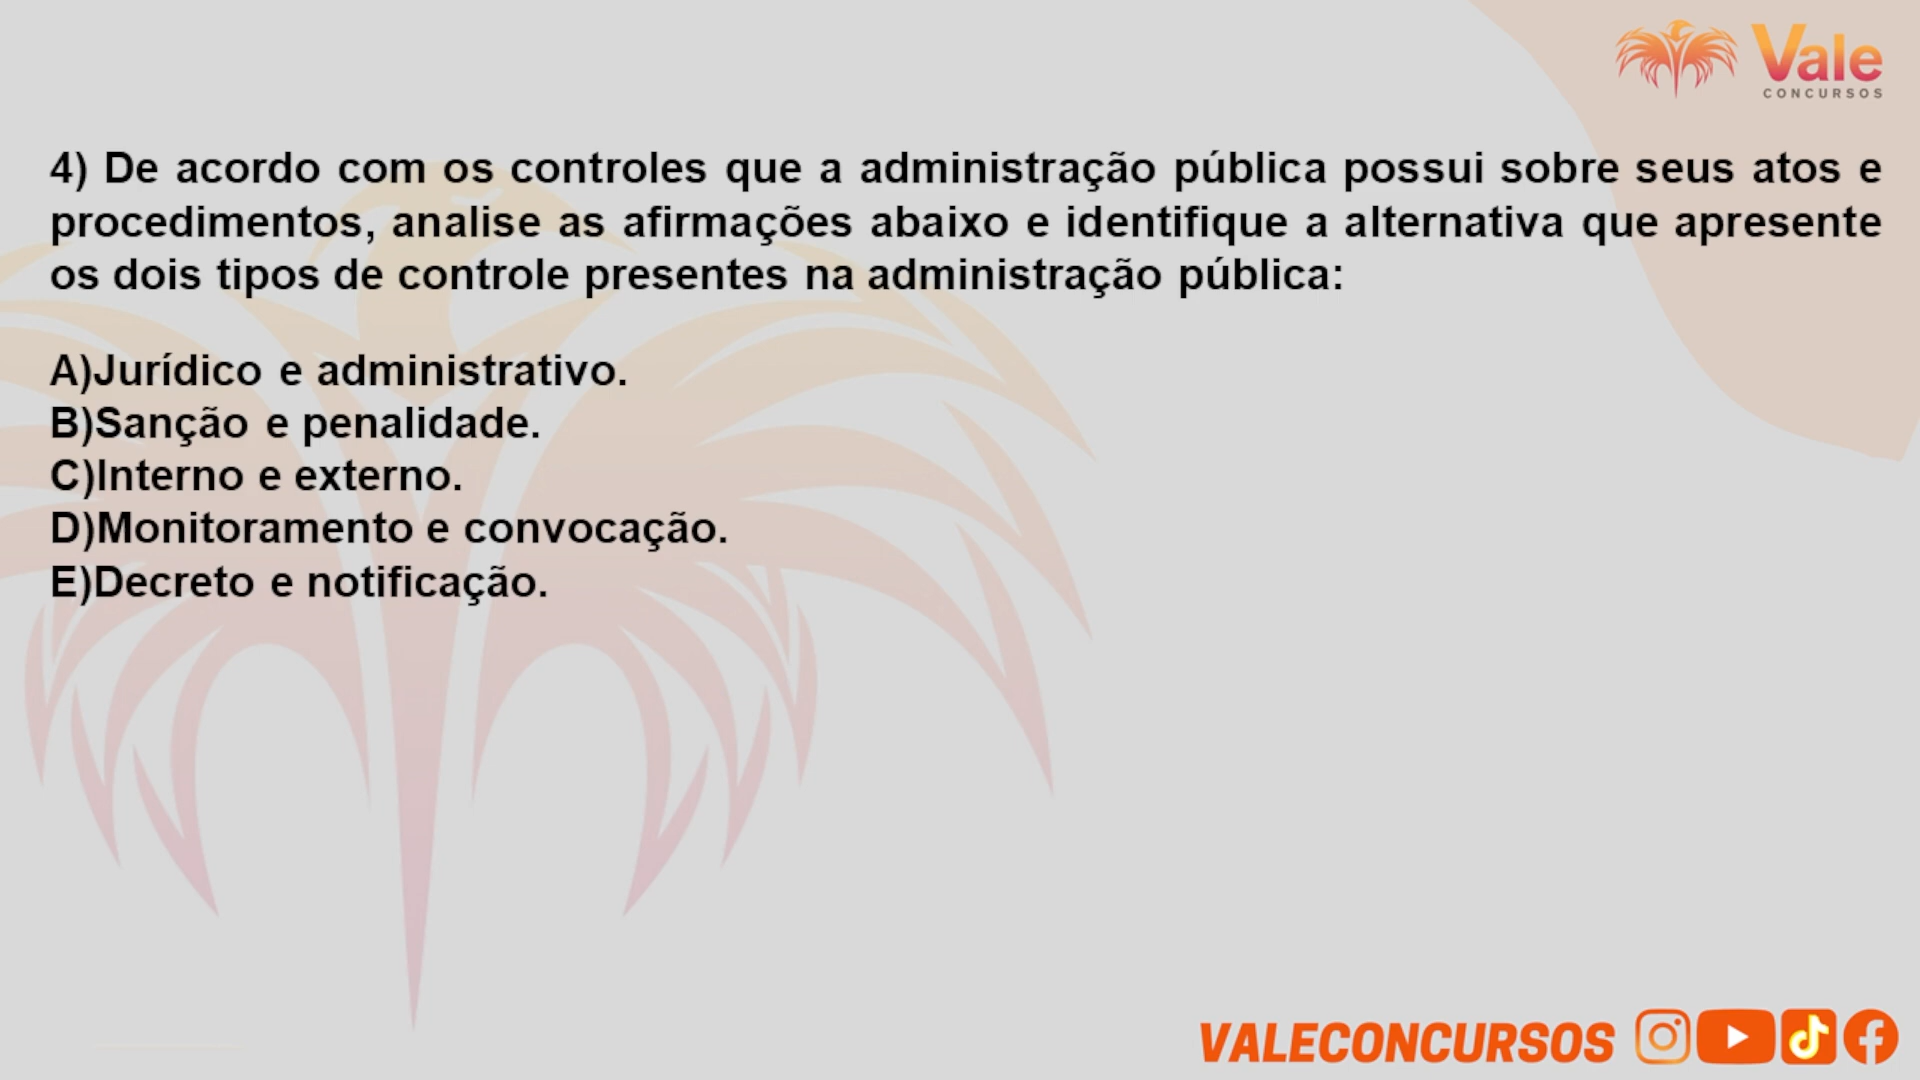 Vale
CONCURSOS
4) De acordo com os controles que a administração pública possui sobre seus atos e
procedimentos, analise as afirmações abaixo e identifique a alternativa que apresente
os dois tipos de controle presentes na administração pública:
A)Jurídico e administrativo.
B)Sanção e penalidade.
C)Interno e externo.
D)Monitoramento e convocação.
E)Decreto e notificação.
VALECONCURSOS